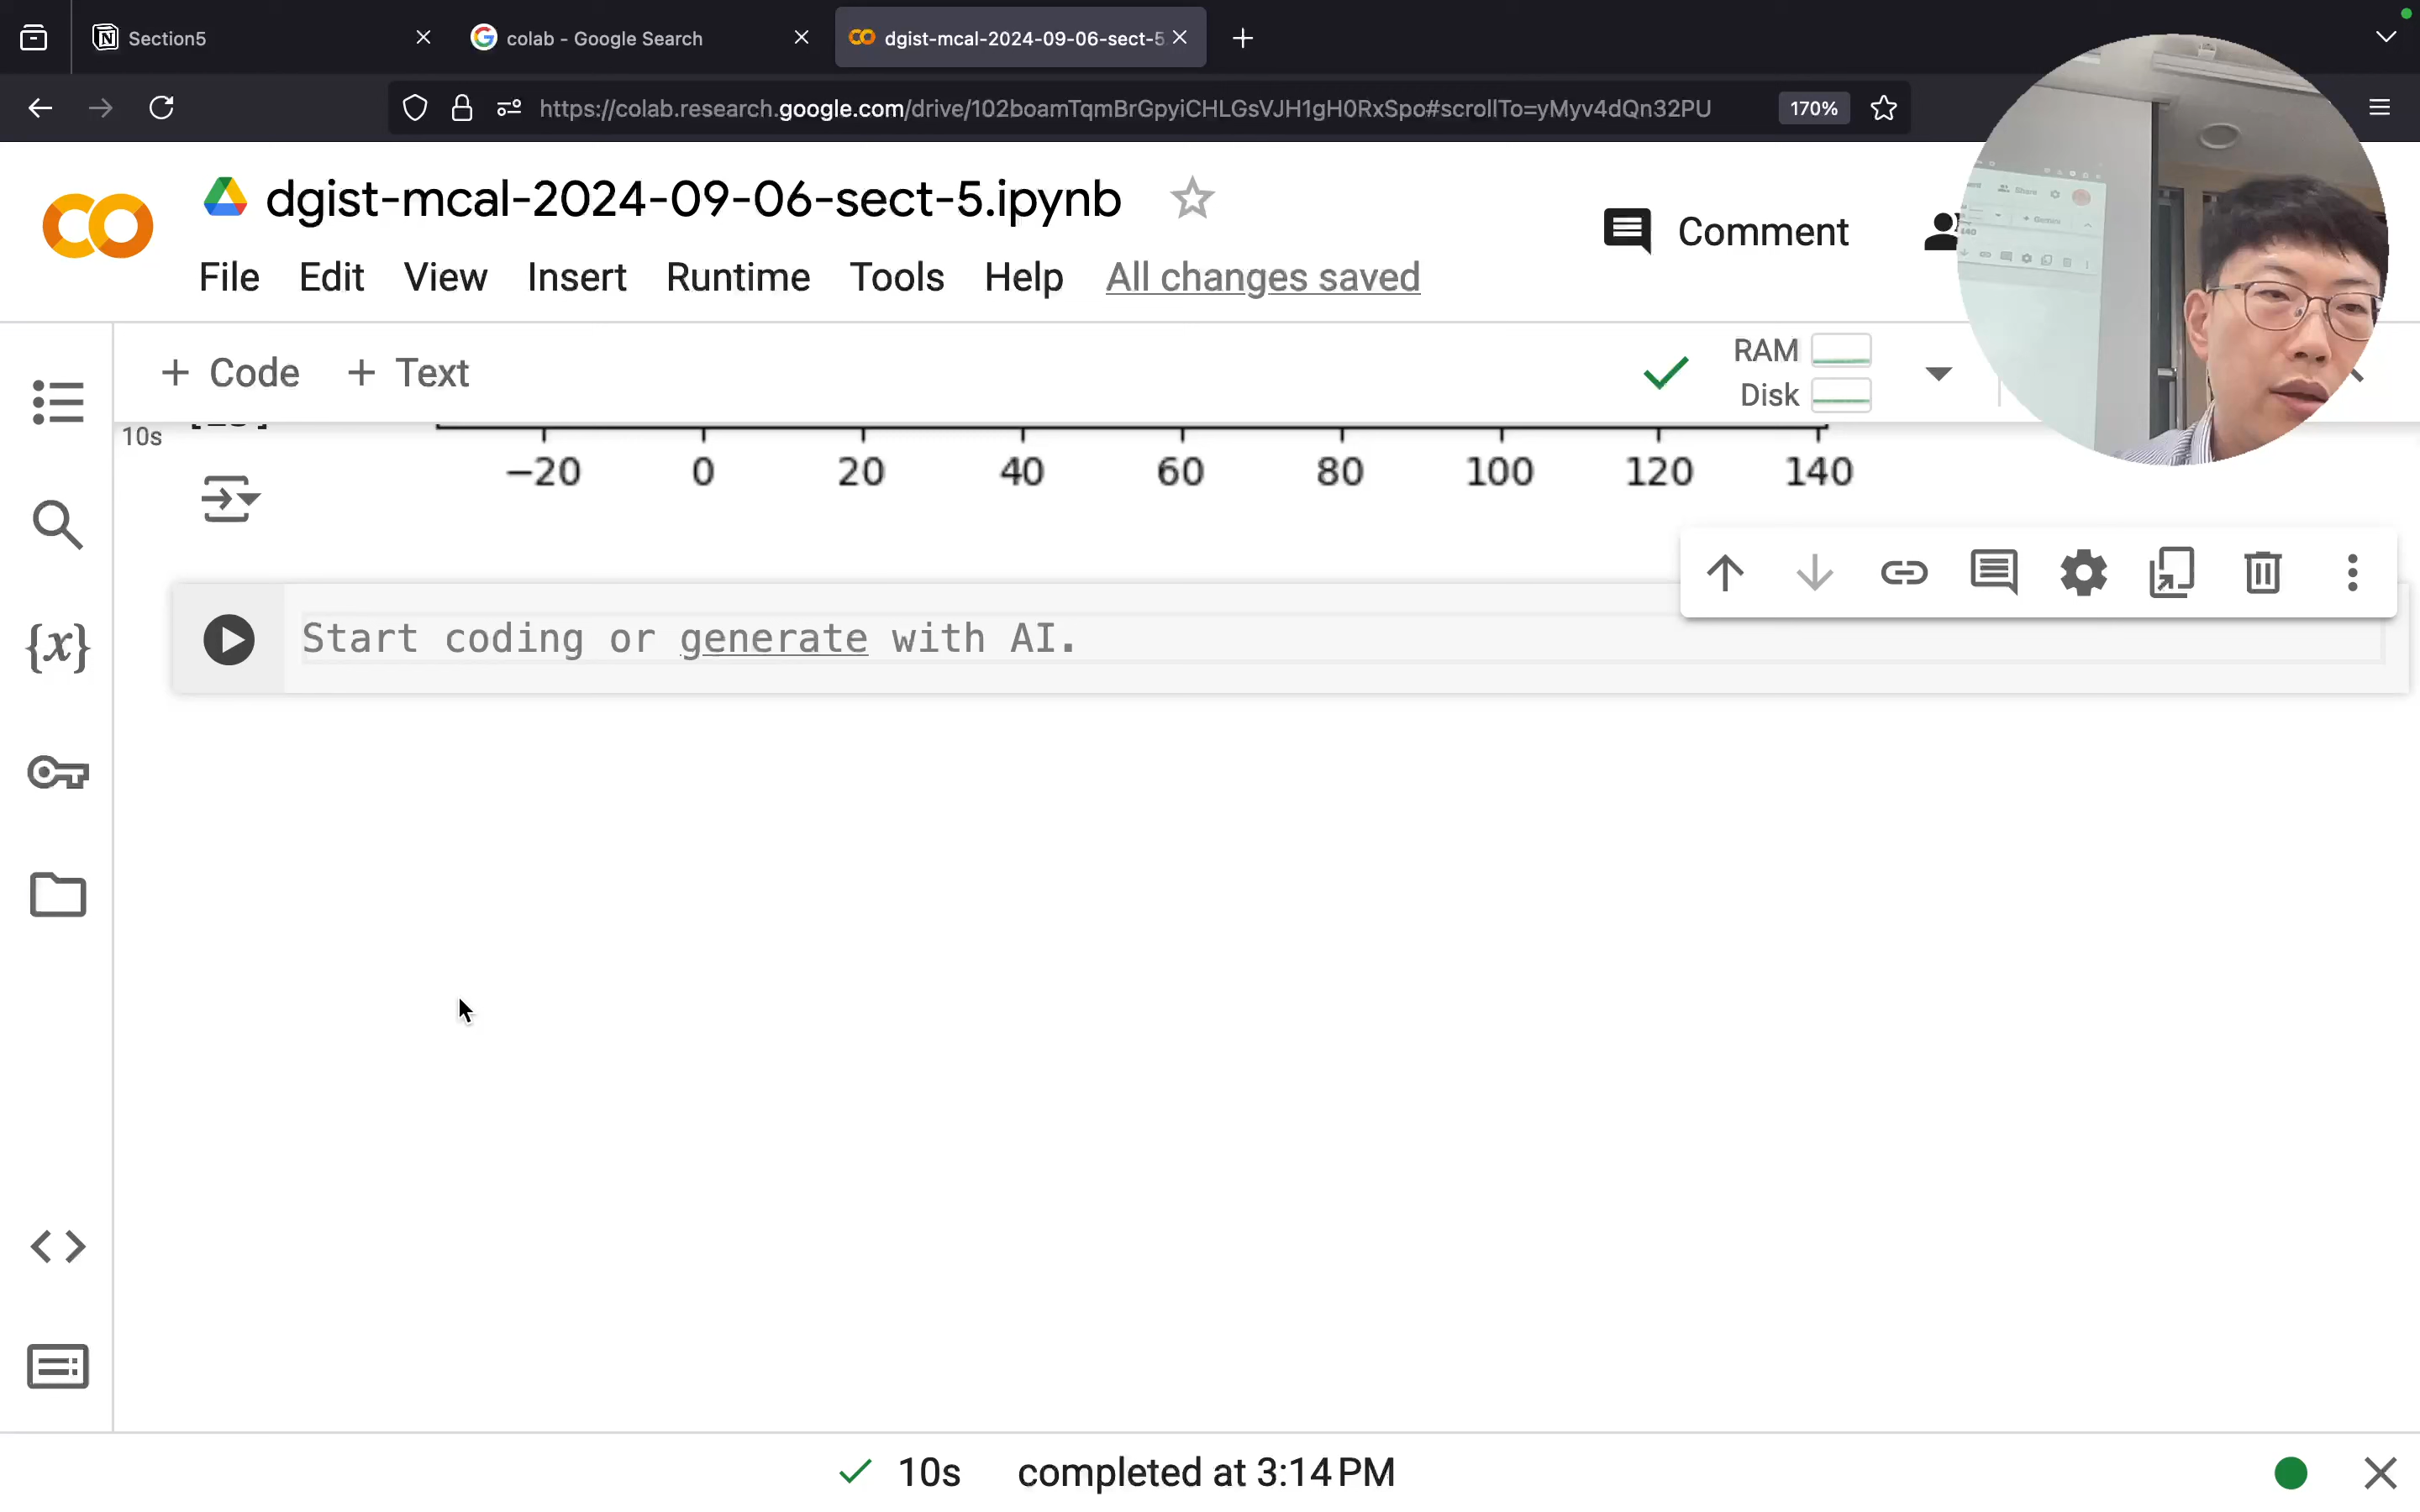 Section5
colab - Google Search
dgist-mcal-2024-09-06-sect-5
https://colab.research.google.com/drive/102boamTqmBrGpyiCHLGsVJH1gH0RxSpo#scrollTo=yMyv4dQn32PU
170%
dgist-mcal-2024-09-06-sect-5.ipynb
Comment
File Edit View Insert Runtime Tools Help All changes saved
+ Code + Text
RAM
Disk
10s
−20 0 20 40 60 80 100 120 140
{x}
Start coding or generate with AI.
10s completed at 3:14 PM